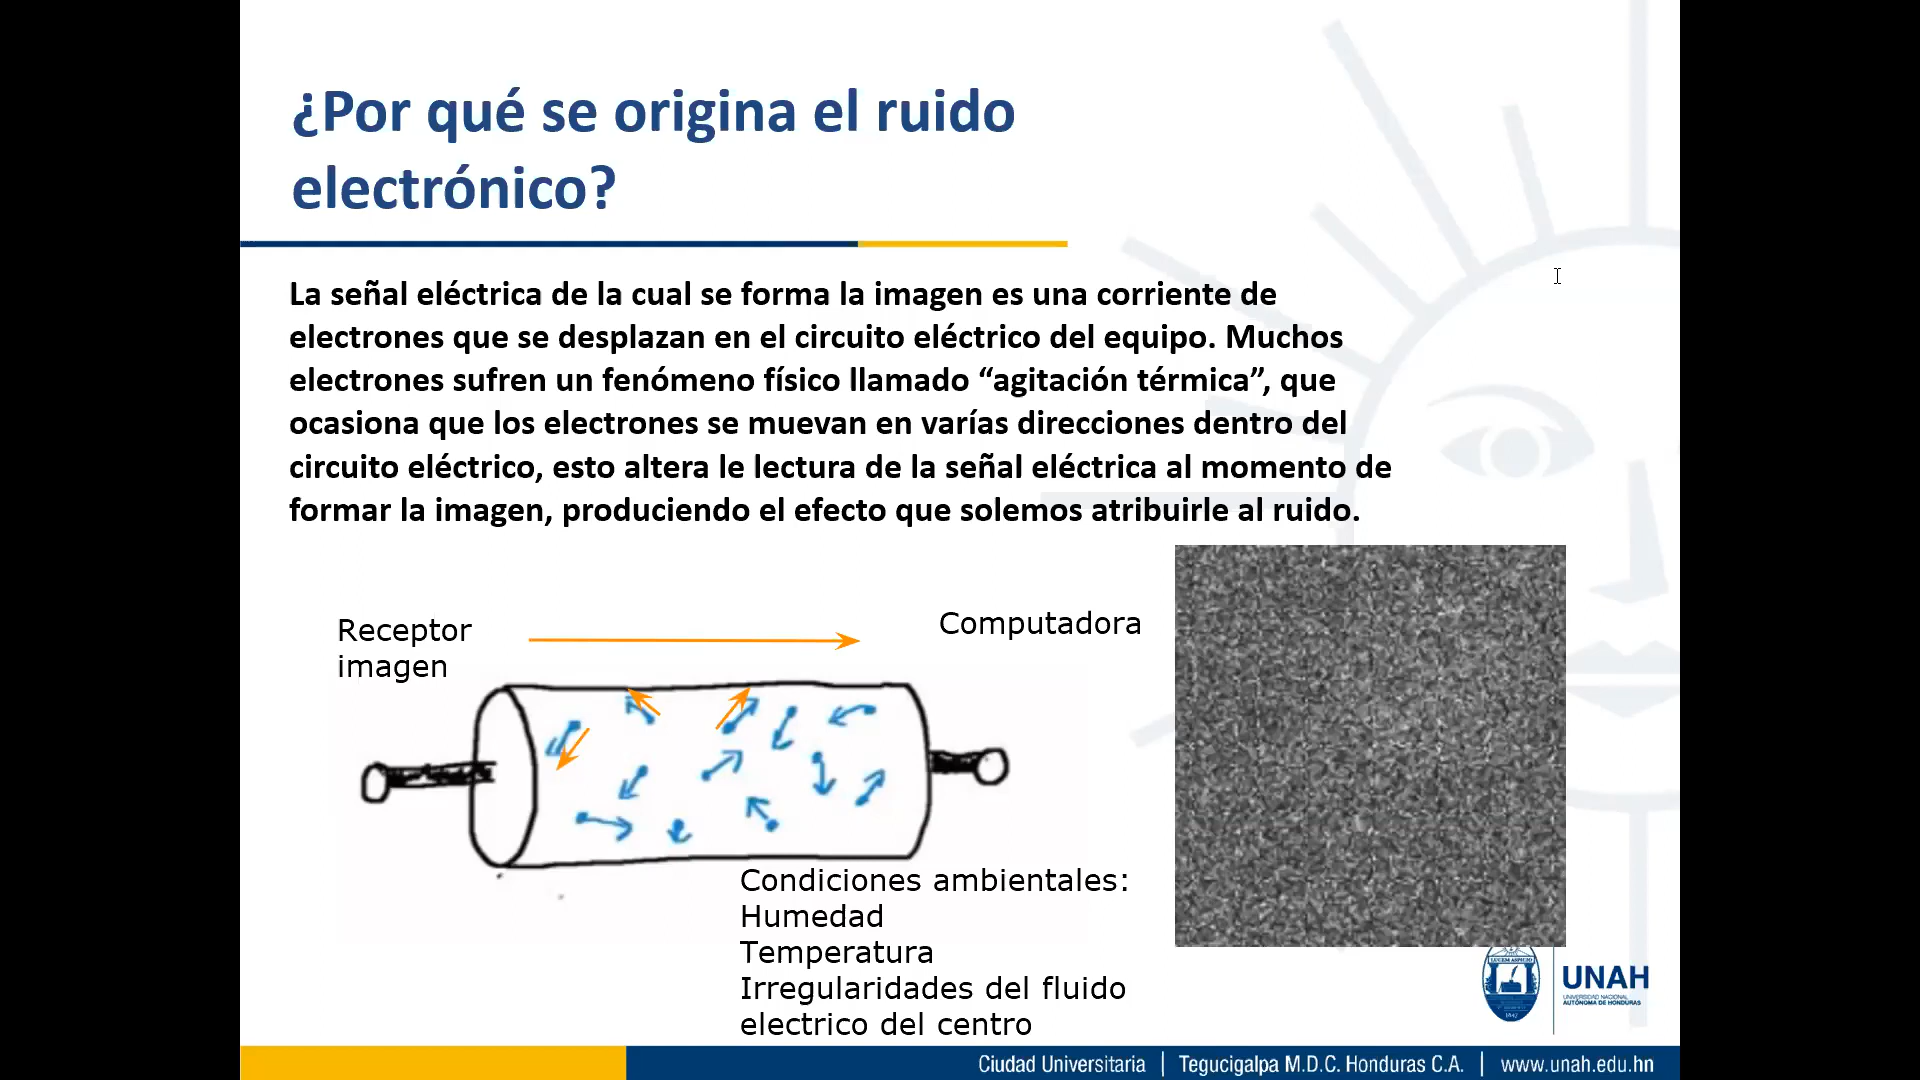 ¿Por qué se origina el ruido
electrónico?
La señal eléctrica de la cual se forma la imagen es una corriente de
electrones que se desplazan en el circuito eléctrico del equipo. Muchos
electrones sufren un fenómeno físico llamado “agitación térmica”, que
ocasiona que los electrones se muevan en varías direcciones dentro del
circuito eléctrico, esto altera le lectura de la señal eléctrica al momento de
formar la imagen, produciendo el efecto que solemos atribuirle al ruido.
Receptor
imagen
Computadora
Condiciones ambientales:
Humedad
Temperatura
Irregularidades del fluido
electrico del centro
LUCEM ASPICIO
1847
UNAH
UNIVERSIDAD NACIONAL
AUTÓNOMA DE HONDURAS
Ciudad Universitaria | Tegucigalpa M.D.C. Honduras C.A. | www.unah.edu.hn